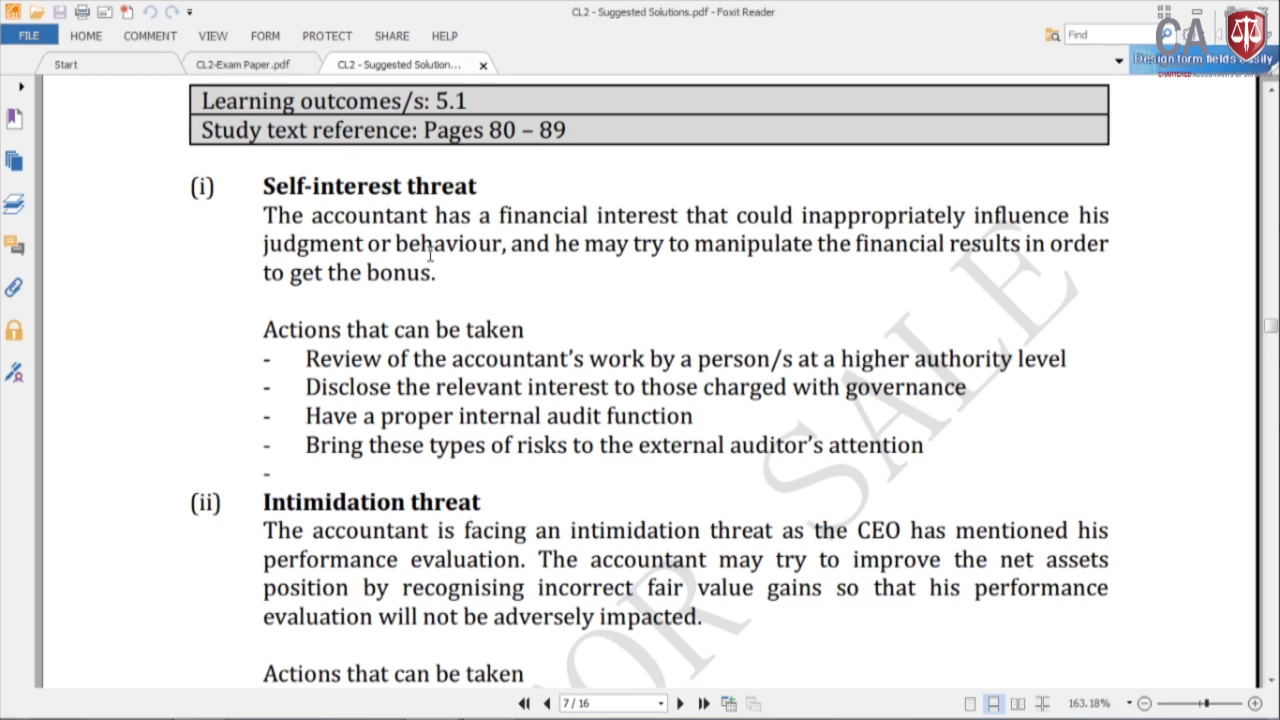 CL2 - Suggested Solutions.pdf - Foxit Reader
FILE HOME COMMENT VIEW FORM PROTECT SHARE HELP
Find
CA
Start
CL2-Exam Paper.pdf
CL2 - Suggested Solution...
Design form fields easily
Learning outcomes/s: 5.1
Study text reference: Pages 80 – 89
(i) Self-interest threat
The accountant has a financial interest that could inappropriately influence his
judgment or behaviour, and he may try to manipulate the financial results in order
to get the bonus.
Actions that can be taken
- Review of the accountant's work by a person/s at a higher authority level
- Disclose the relevant interest to those charged with governance
- Have a proper internal audit function
- Bring these types of risks to the external auditor's attention
-
(ii) Intimidation threat
The accountant is facing an intimidation threat as the CEO has mentioned his
performance evaluation. The accountant may try to improve the net assets
position by recognising incorrect fair value gains so that his performance
evaluation will not be adversely impacted.
Actions that can be taken
OR SALE
7 / 16
163.18%